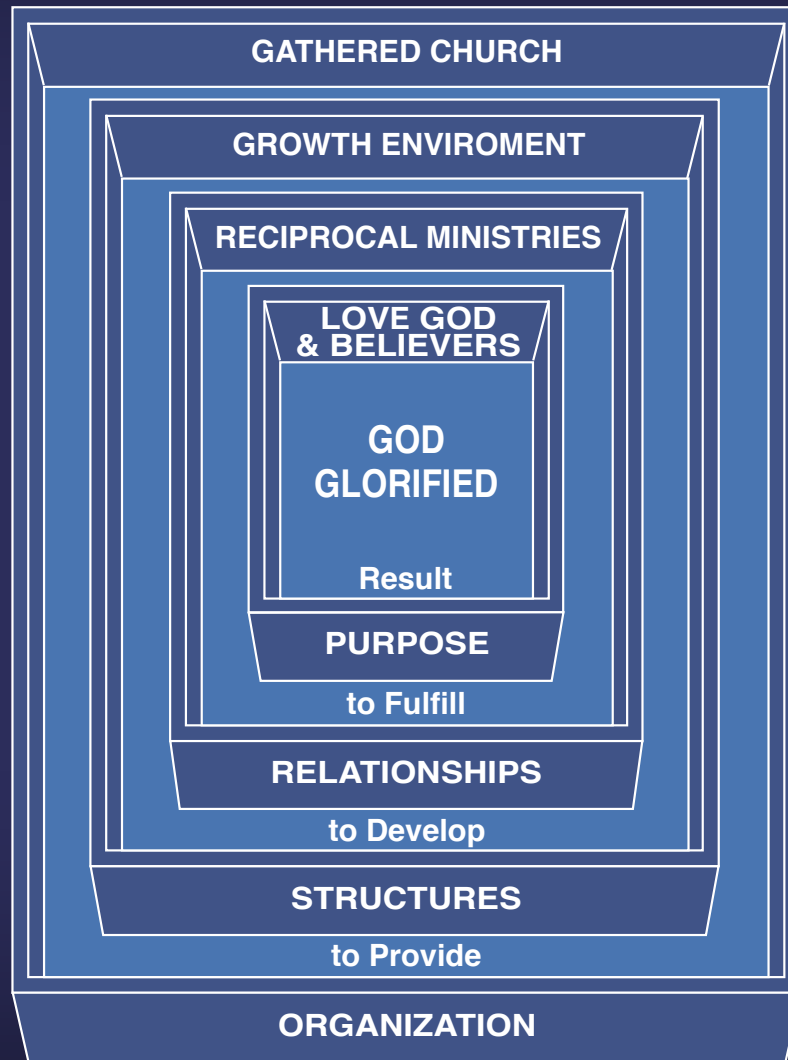 GATHERED CHURCH
GROWTH ENVIROMENT
RECIPROCAL MINISTRIES
LOVE GOD
& BELIEVERS
GOD
GLORIFIED
Result
PURPOSE
to Fulfill
RELATIONSHIPS
to Develop
STRUCTURES
to Provide
ORGANIZATION